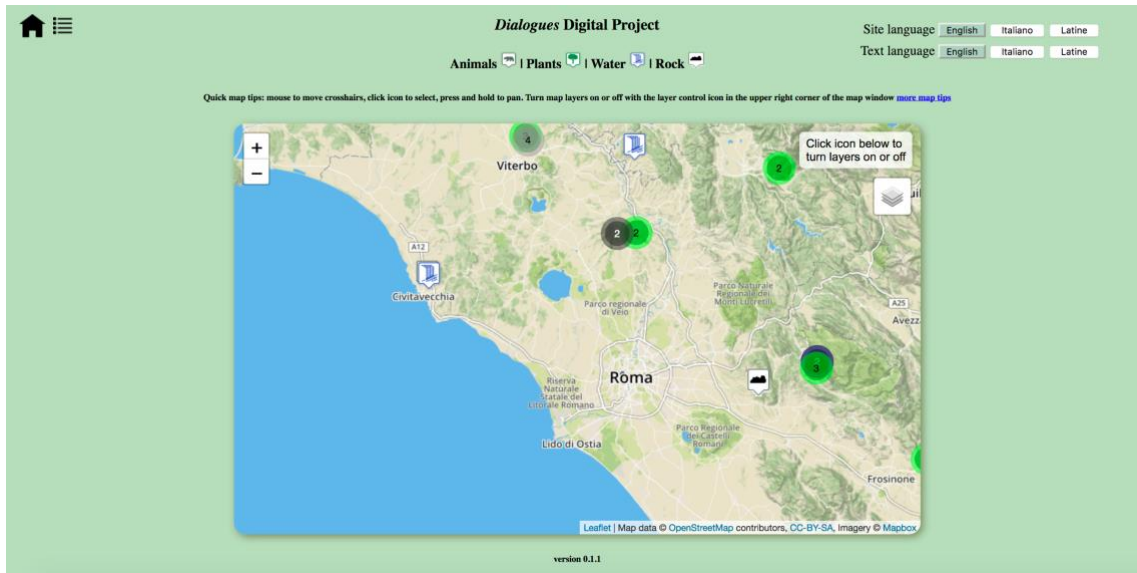 Dialogues Digital Project
Site language English Italiano Latine
Text language English Italiano Latine
Animals | Plants | Water | Rock
Quick map tips: mouse to move crosshairs, click icon to select, press and hold to pan. Turn map layers on or off with the layer control icon in the upper right corner of the map window more map tips
+
−
4
Viterbo
Click icon below to
turn layers on or off
2
2 2
A12
Civitavecchia
Parco regionale
di Veio
Parco Naturale
Regionale dei
Monti Lucretili
A25
Avezz
3
Roma
Riserva
Naturale
Statale del
Litorale Romano
Parco Regionale
dei Castelli
Romani
Lido di Ostia
Frosinone
Leaflet | Map data © OpenStreetMap contributors, CC-BY-SA, Imagery © Mapbox
version 0.1.1